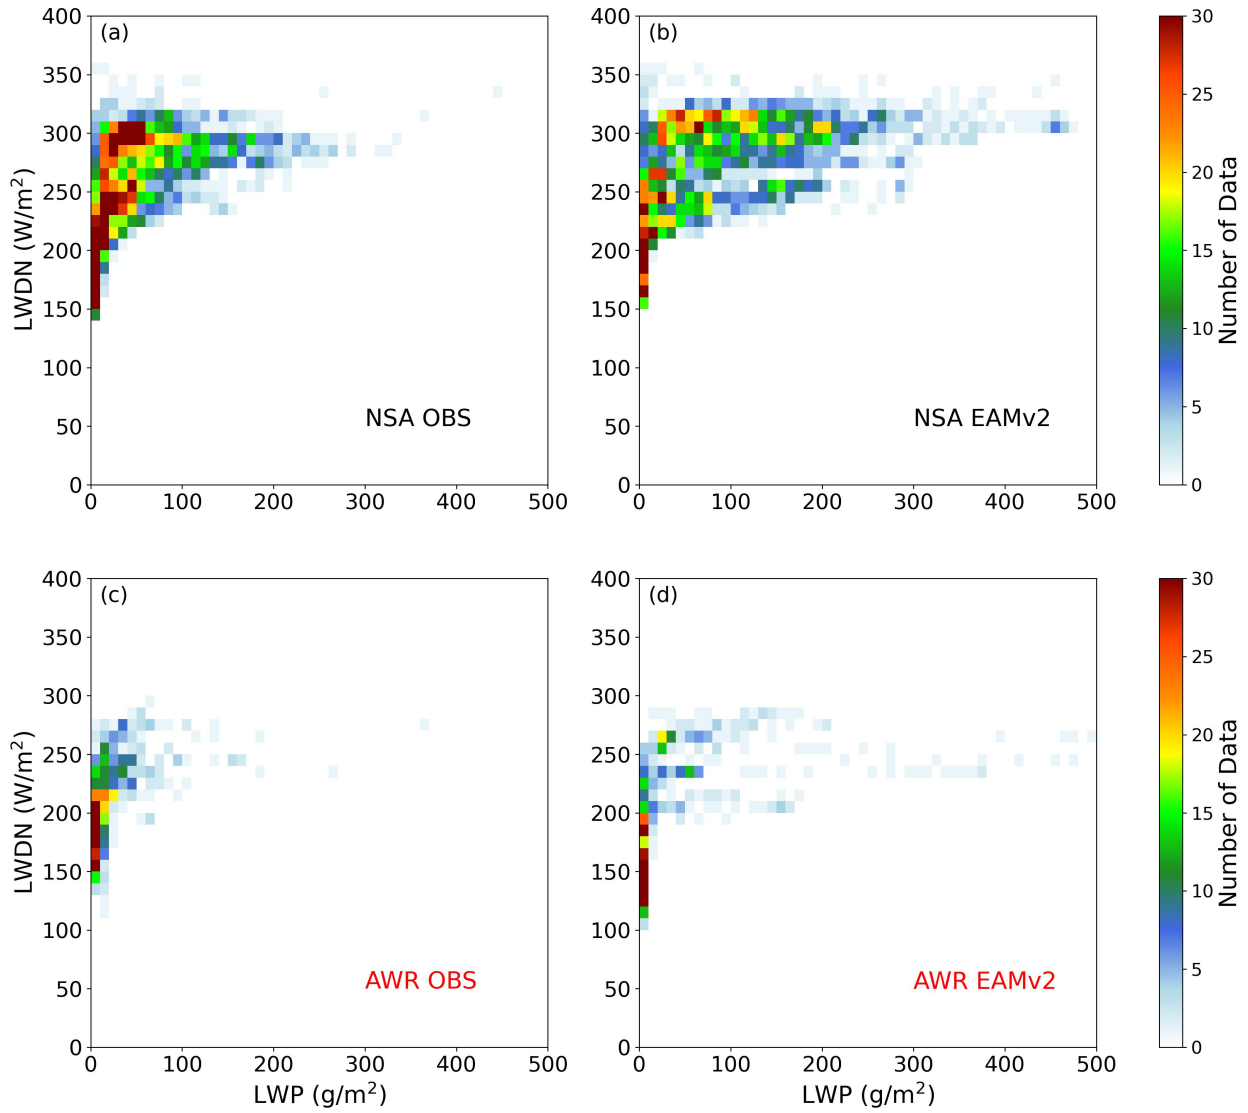 (a)
400
350
300
250
200
150
100
50
0
LWDN (W/m²)
0 100 200 300 400 500
NSA OBS
(b)
400
350
300
250
200
150
100
50
0
0 100 200 300 400 500
NSA EAMv2
30
25
20
15
10
5
0
Number of Data
(c)
400
350
300
250
200
150
100
50
0
LWDN (W/m²)
0 100 200 300 400 500
LWP (g/m²)
AWR OBS
(d)
400
350
300
250
200
150
100
50
0
0 100 200 300 400 500
LWP (g/m²)
AWR EAMv2
30
25
20
15
10
5
0
Number of Data